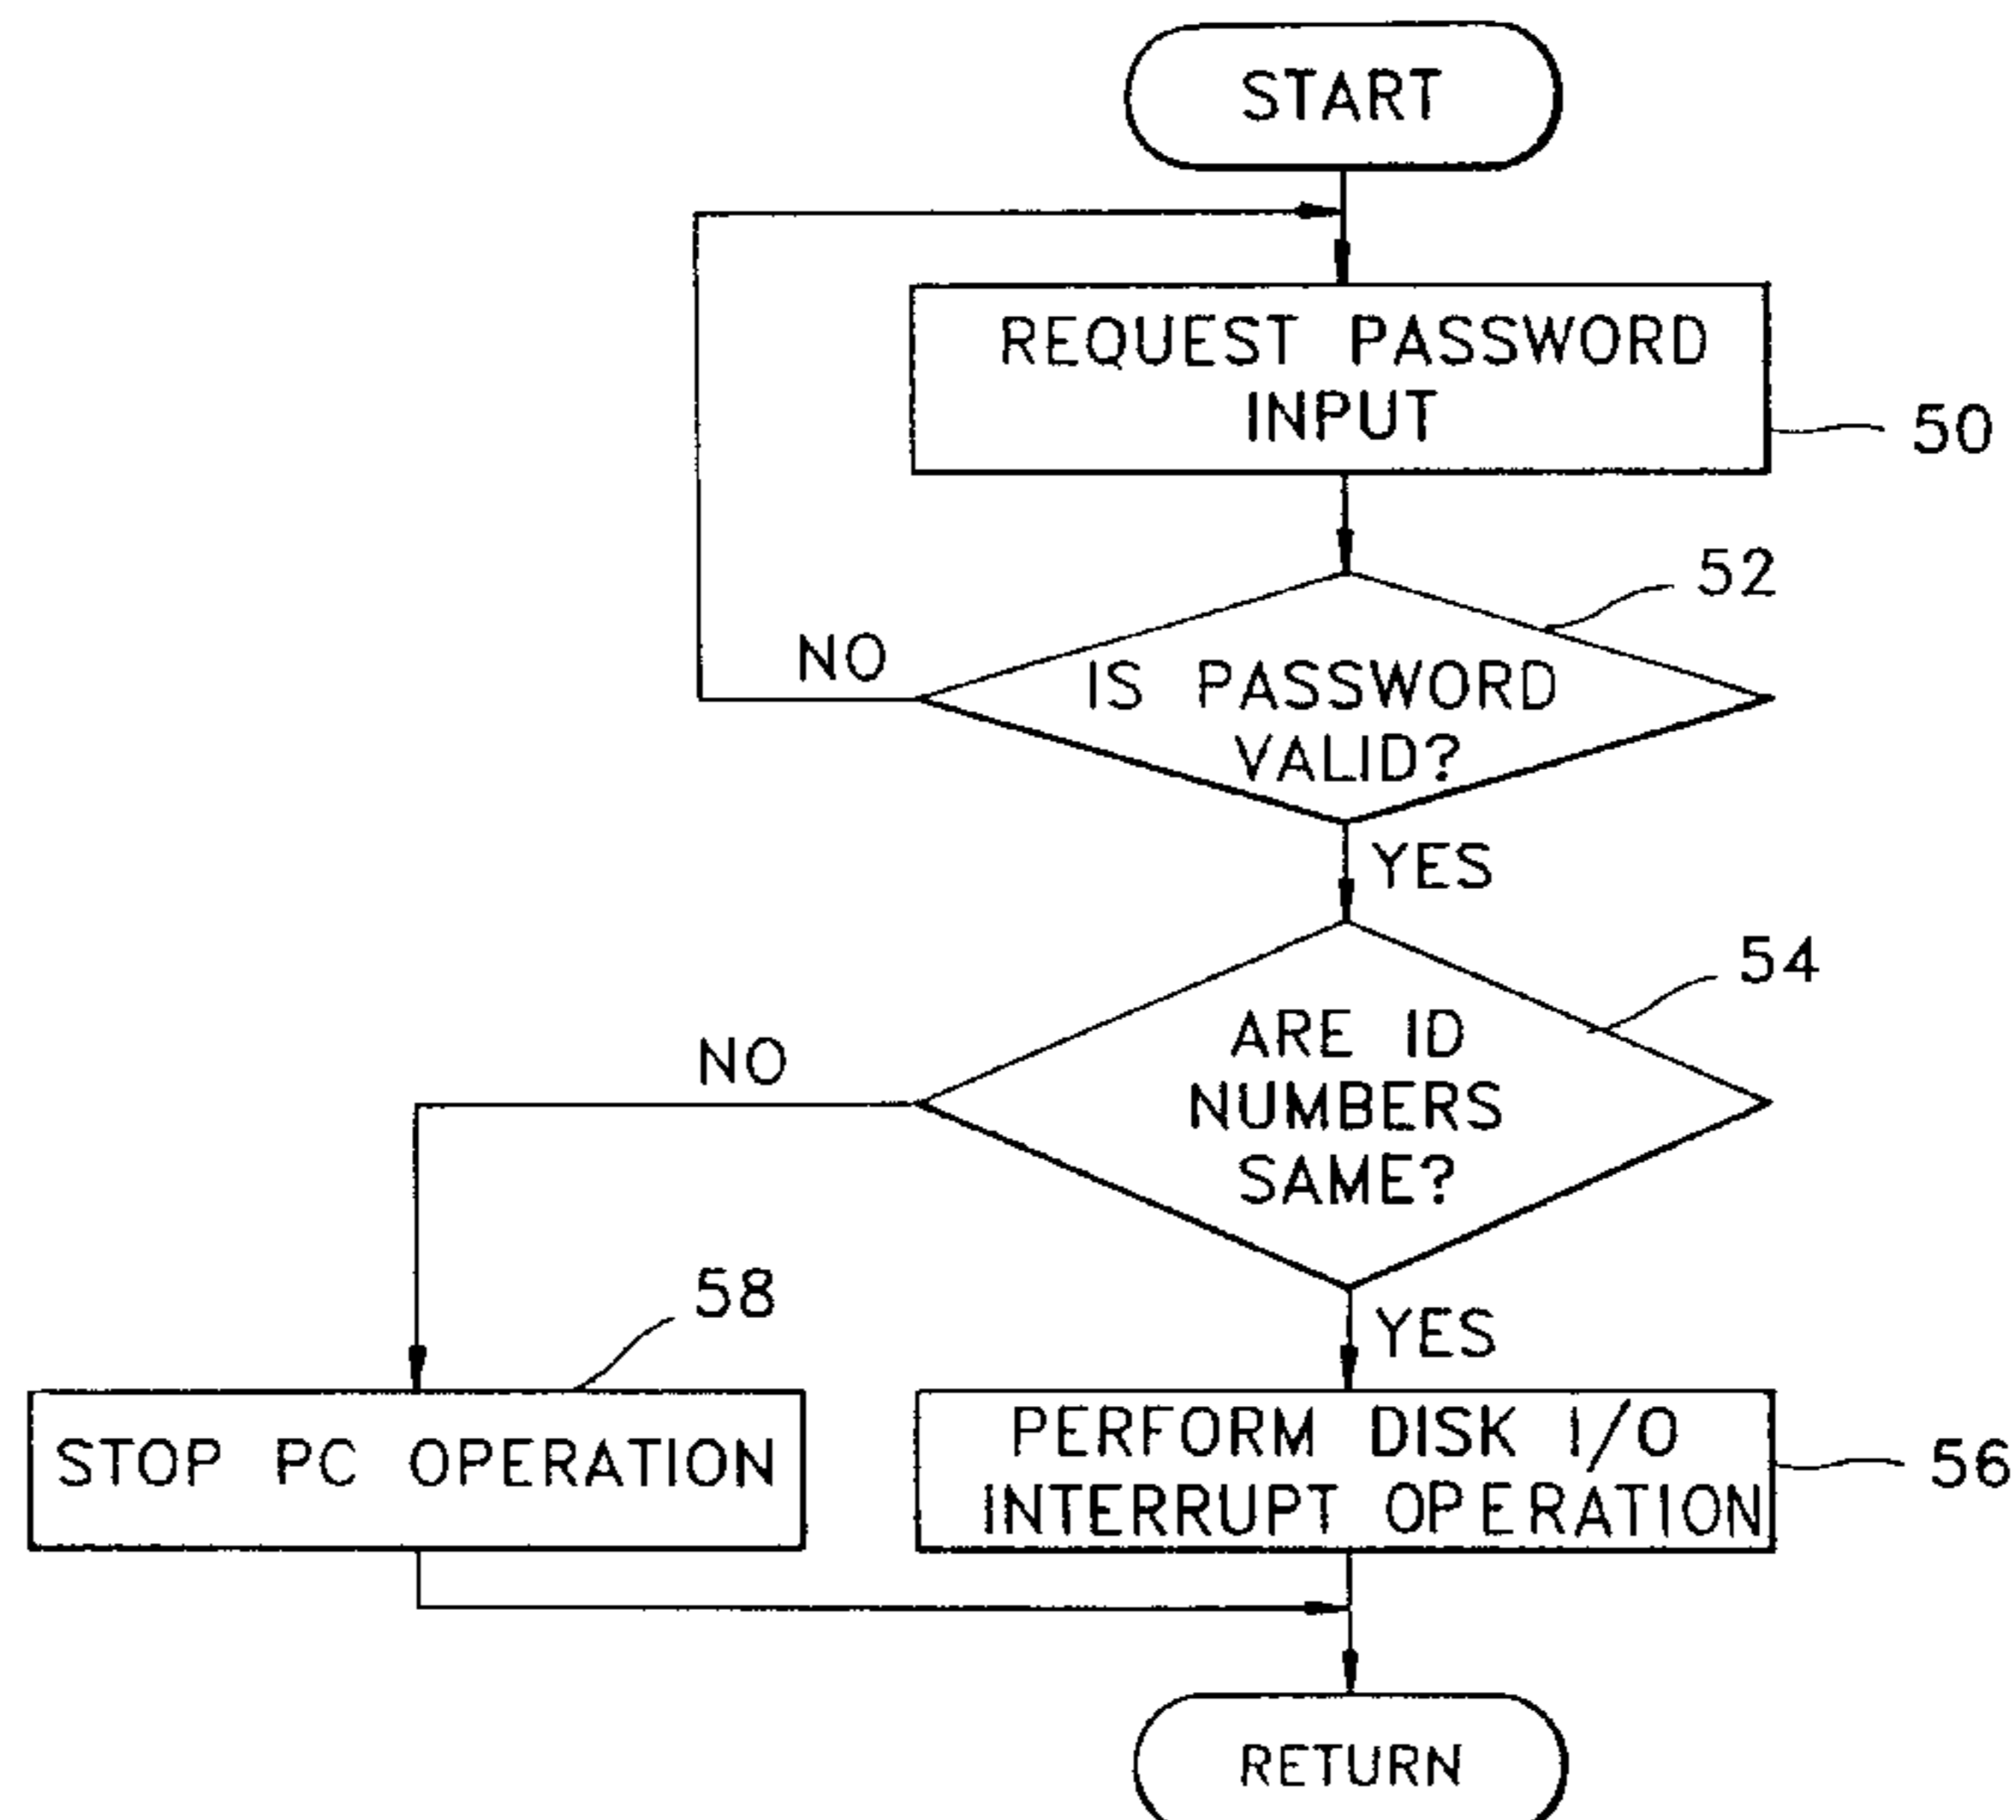 START
REQUEST PASSWORD
INPUT
50
52
NO
IS PASSWORD
VALID?
YES
54
ARE ID
NUMBERS
SAME?
NO
58
YES
STOP PC OPERATION
PERFORM DISK I/O
INTERRUPT OPERATION
56
RETURN